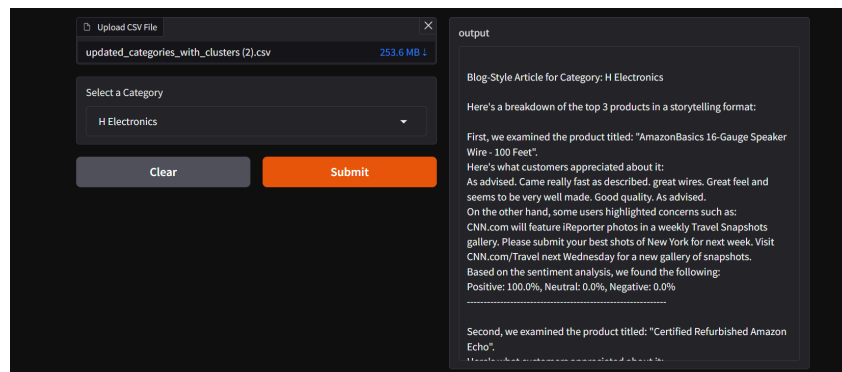 Upload CSV File
updated_categories_with_clusters (2).csv 253.6 MB ↓
Select a Category
H Electronics
Clear
Submit
output
Blog-Style Article for Category: H Electronics
Here's a breakdown of the top 3 products in a storytelling format:
First, we examined the product titled: "AmazonBasics 16-Gauge Speaker
Wire - 100 Feet".
Here's what customers appreciated about it:
As advised. Came really fast as described. great wires. Great feel and
seems to be very well made. Good quality. As advised.
On the other hand, some users highlighted concerns such as:
CNN.com will feature iReporter photos in a weekly Travel Snapshots
gallery. Please submit your best shots of New York for next week. Visit
CNN.com/Travel next Wednesday for a new gallery of snapshots.
Based on the sentiment analysis, we found the following:
Positive: 100.0%, Neutral: 0.0%, Negative: 0.0%
------------------------------------------------------------
Second, we examined the product titled: "Certified Refurbished Amazon
Echo".
Here's what customers appreciated about it: